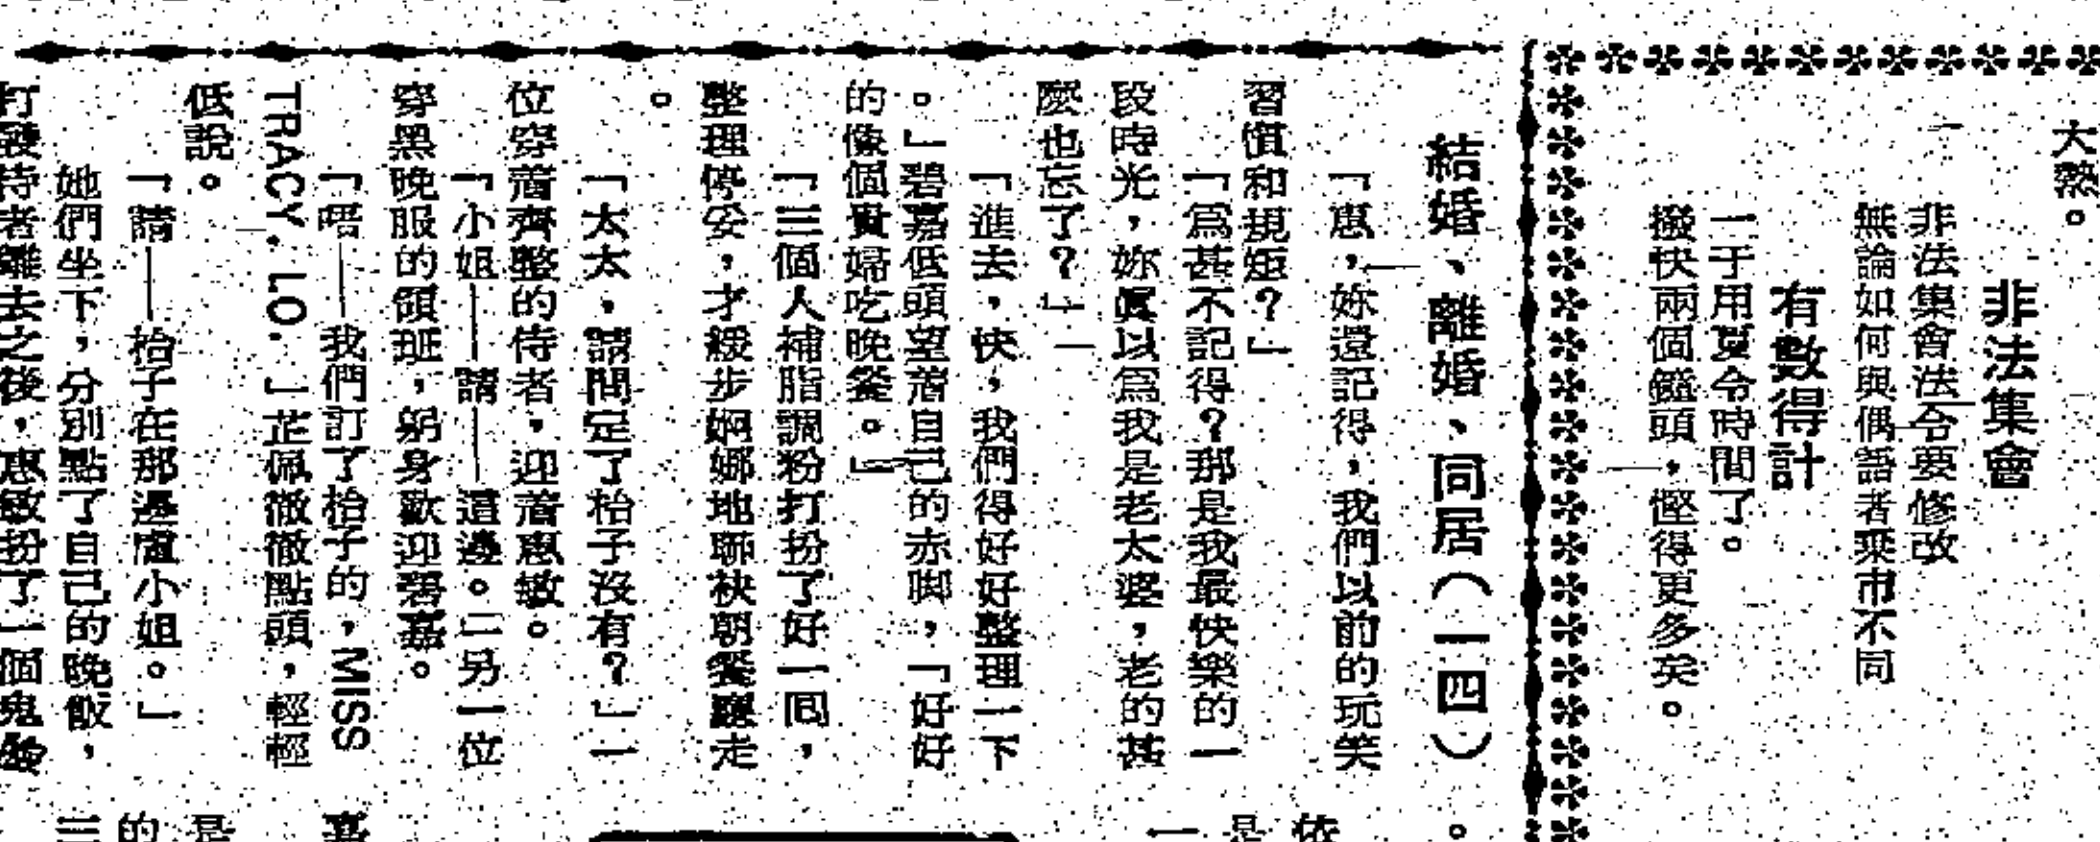 大熱。
非法集會
非法集會法令要修改
無論如何與偶語者棄市不同
有數得計
一于用夏令時間了。
撥快兩個鐘頭，慳得更多矣。
結婚、離婚、同居（一四）
「惠，妳還記得，我們以前的玩笑
習慣和規矩？」
「爲甚不記得？那是我最快樂的一
段時光，妳眞以爲我是老太婆，老的甚
麼也忘了？」
「進去，快，我們得好好整理一下
。」碧嘉低頭望着自己的赤脚，「好好
的像個貴婦吃晚餐。」
「三個人補脂調粉打扮了好一回，
整理停妥，才緩步婀娜地聯袂朝餐廳走
。
「太太，請問定了枱子沒有？」一
位穿着齊整的侍者，迎着惠敏。
「小姐——請——這邊。」另一位
穿黑晚服的領班，躬身歡迎碧嘉。
「唔——我們訂了枱子的，MISS
TRACY. LO.」芷佩微微點頭，輕輕
低說。
「請——枱子在那邊盧小姐。」
她們坐下，分別點了自己的晚飯，
打發侍者離去之後，惠敏扮了一個鬼臉
依
是
一
嘉
是
的
三